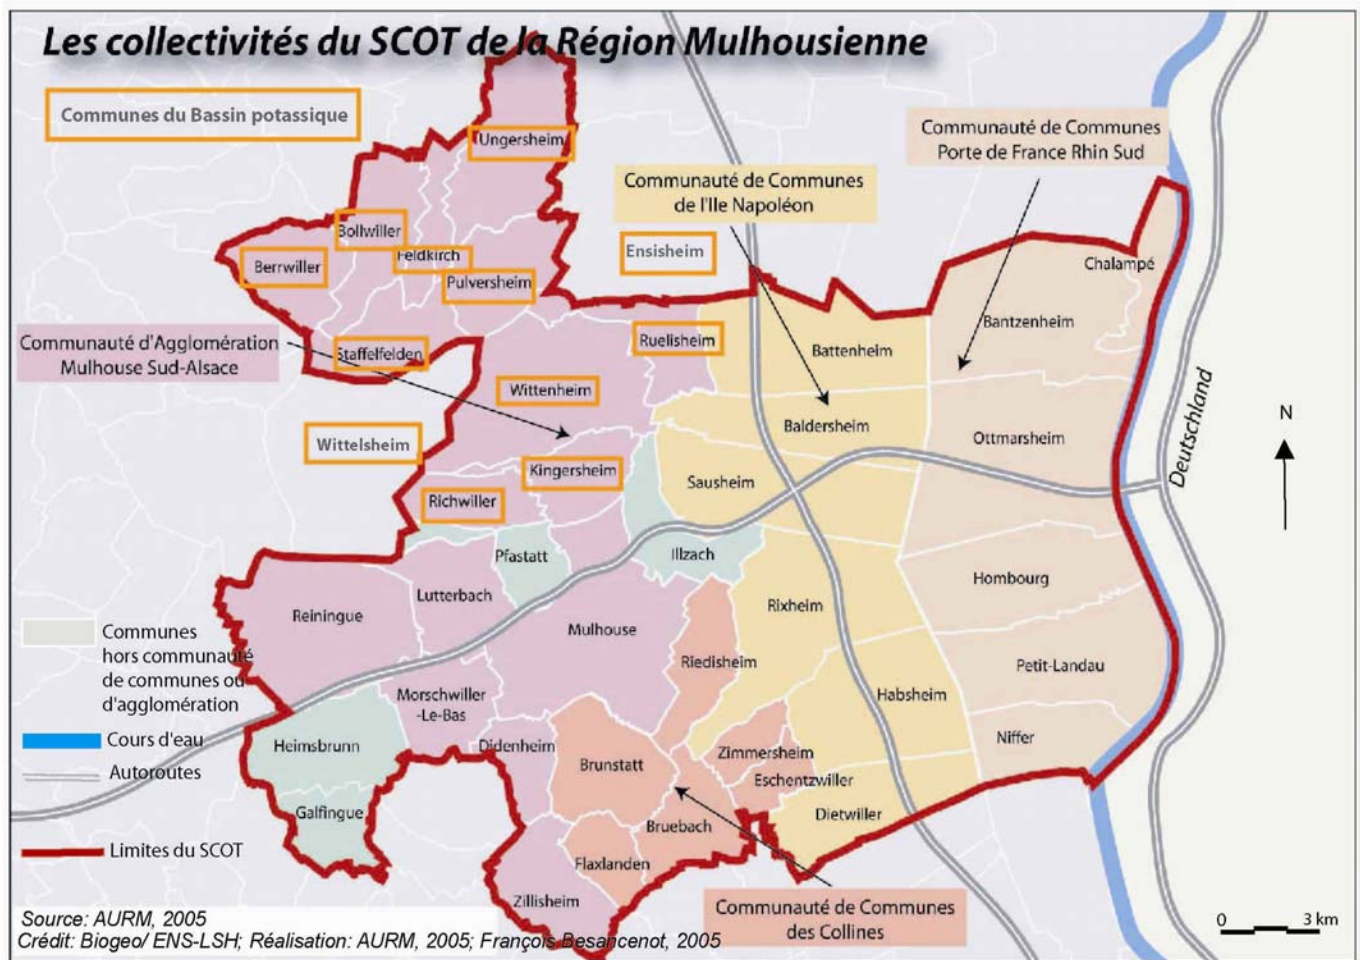 Les collectivités du SCOT de la Région Mulhousienne
Communes du Bassin potassique
Ungersheim
Communauté de Communes
Porte de France Rhin Sud
Communauté de Communes
de l'Ile Napoléon
Bollwiller
Feldkirch
Berrwiller
Pulversheim
Ensisheim
Chalampé
Bantzenheim
Communauté d'Agglomération
Mulhouse Sud-Alsace
Staffelfelden
Ruelisheim
Battenheim
Wittenheim
Baldersheim
Ottmarsheim
Deutschland
N
Wittelsheim
Kingersheim
Sausheim
Richwiller
Pfastatt
Illzach
Hombourg
Lutterbach
Rixheim
Reiningue
Mulhouse
Riedisheim
Petit-Landau
Communes
hors communauté
de communes ou
d'agglomération
Morschwiller
-Le-Bas
Habsheim
Cours d'eau
Heimsbrunn
Didenheim
Niffer
Zimmersheim
Brunstatt
Autoroutes
Eschentzwiller
Galfingue
Dietwiller
Bruebach
Limites du SCOT
Flaxlanden
Zillisheim
Communauté de Communes
des Collines
0 3 km
Source: AURM, 2005
Crédit: Biogeo/ ENS-LSH; Réalisation: AURM, 2005; François Besancenot, 2005